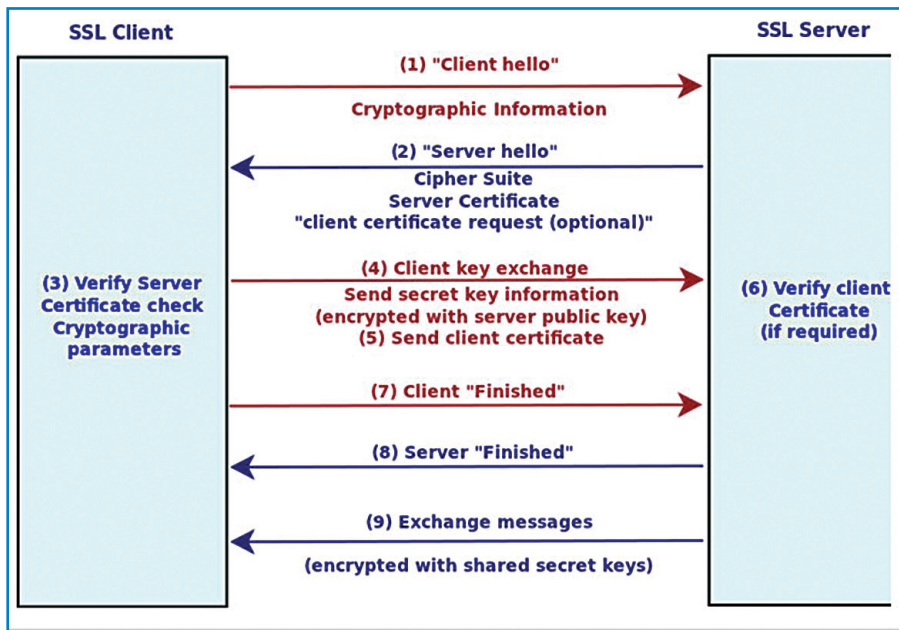 SSL Client
SSL Server
(1) "Client hello"
Cryptographic Information
(2) "Server hello"
Cipher Suite
Server Certificate
"client certificate request (optional)"
(3) Verify Server
Certificate check
Cryptographic
parameters
(4) Client key exchange
Send secret key information
(encrypted with server public key)
(5) Send client certificate
(6) Verify client
Certificate
(if required)
(7) Client "Finished"
(8) Server "Finished"
(9) Exchange messages
(encrypted with shared secret keys)